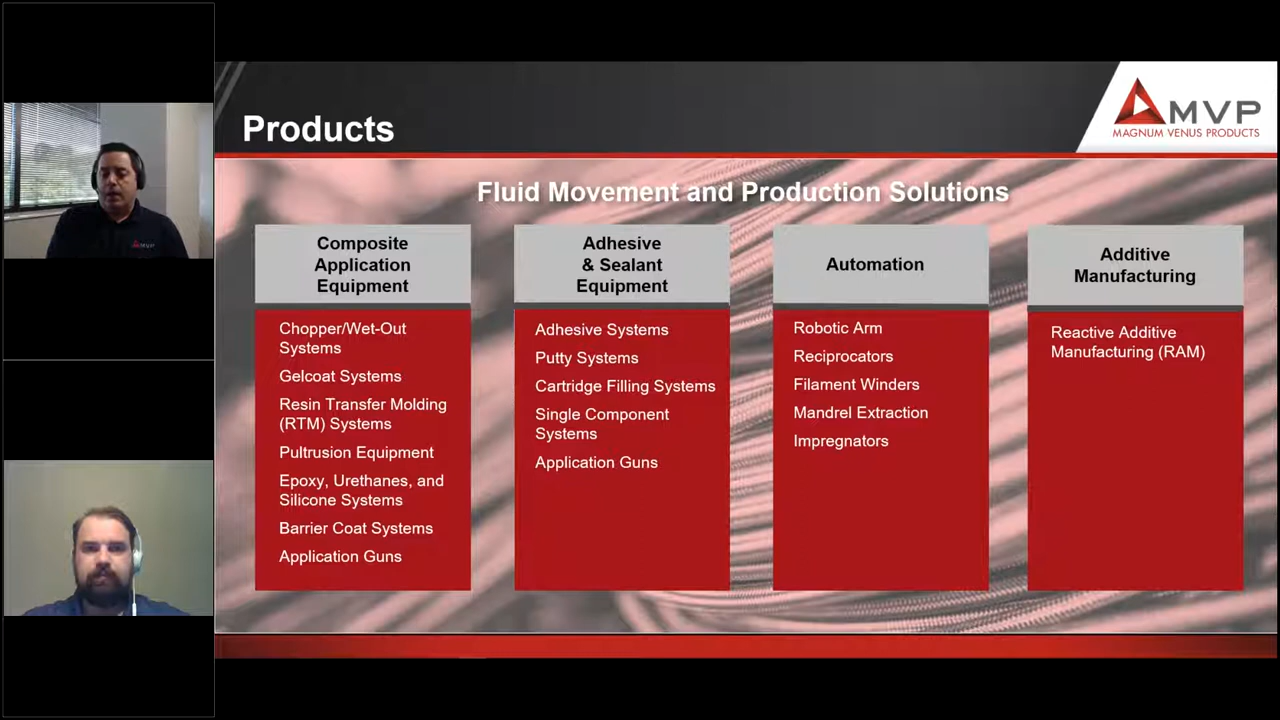 Products
MVP
MAGNUM VENUS PRODUCTS
Fluid Movement and Production Solutions
Composite
Application
Equipment
Chopper/Wet-Out
Systems
Gelcoat Systems
Resin Transfer Molding
(RTM) Systems
Pultrusion Equipment
Epoxy, Urethanes, and
Silicone Systems
Barrier Coat Systems
Application Guns
Adhesive
& Sealant
Equipment
Adhesive Systems
Putty Systems
Cartridge Filling Systems
Single Component
Systems
Application Guns
Automation
Robotic Arm
Reciprocators
Filament Winders
Mandrel Extraction
Impregnators
Additive
Manufacturing
Reactive Additive
Manufacturing (RAM)
MVP